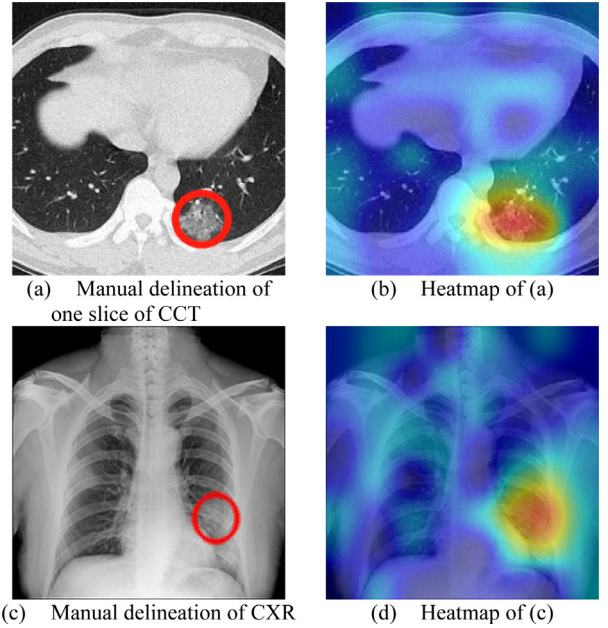 (a) Manual delineation of
one slice of CCT
(b) Heatmap of (a)
(c) Manual delineation of CXR
(d) Heatmap of (c)